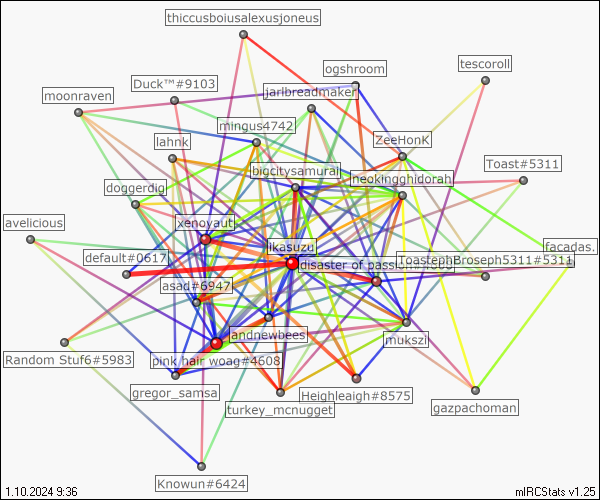 thiccusboiusalexusjoneus
ogshroom
tescoroll
Duck™#9103
jarlbreadmaker
moonraven
mingus4742
ZeeHonK
lahnk
bigcitysamurai
Toast#5311
neokingghidorah
doggerdig
xenoyaut
avelicious
ikasuzu
facadas.
default#0617
disaster of passion#
ToastephBroseph5311#5311
asad#6947
andnewbees
mukszi
Random Stuf6#5983
pink hair woag#4608
gregor_samsa
Heighleaigh#8575
turkey_mcnugget
gazpachoman
Knowun#6424
1.10.2024 9:36
mIRCStats v1.25